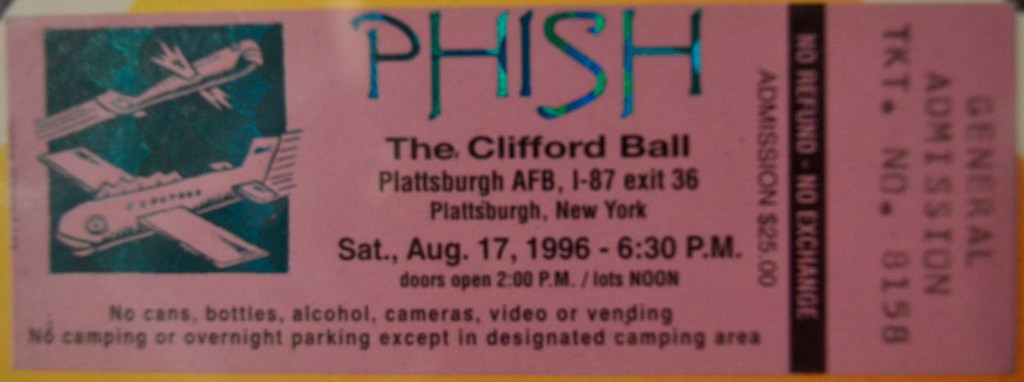 PHISH
The Clifford Ball
Plattsburgh AFB, I-87 exit 36
Plattsburgh, New York
Sat., Aug. 17, 1996 - 6:30 P.M.
doors open 2:00 P.M. / lots NOON
No cans, bottles, alcohol, cameras, video or vending
No camping or overnight parking except in designated camping area
ADMISSION $25.00
NO REFUND - NO EXCHANGE
GENERAL
ADMISSION
TKT. NO. 8158